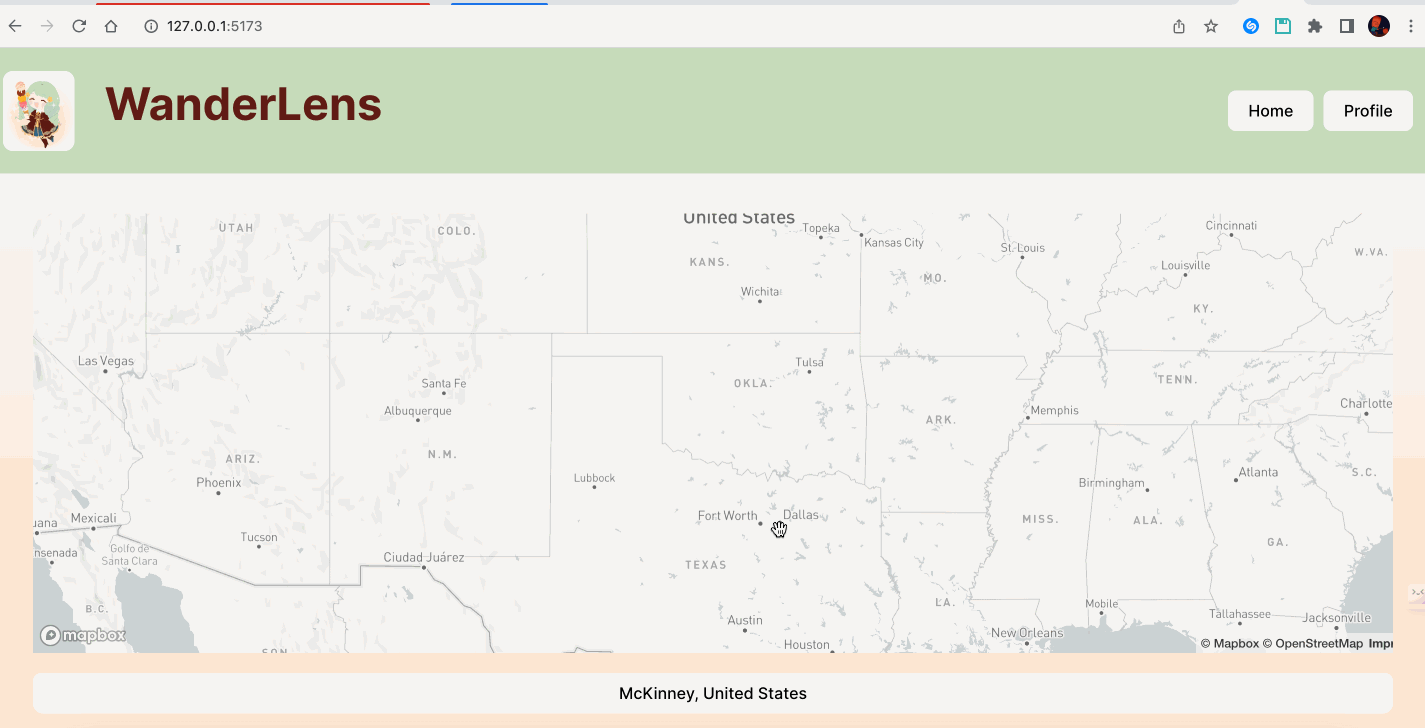 127.0.0.1:5173
WanderLens
Home
Profile
United States
UTAH
COLO.
Topeka
Kansas City
St. Louis
Cincinnati
W.VA.
KANS.
MO.
Louisville
Wichita
KY.
Las Vegas
Tulsa
Santa Fe
OKLA.
TENN.
Albuquerque
Memphis
Charlotte
ARK.
ARIZ.
N.M.
Phoenix
Lubbock
Birmingham
Atlanta
S.C.
Mexicali
Fort Worth
Dallas
MISS.
ALA.
uana
Tucson
GA.
nsenada
Golfo de
Santa Clara
Ciudad Juárez
TEXAS
B.C.
LA.
Mobile
Austin
Tallahassee
Jacksonville
mapbox
New Orleans
Houston
© Mapbox © OpenStreetMap Impr
SON
McKinney, United States